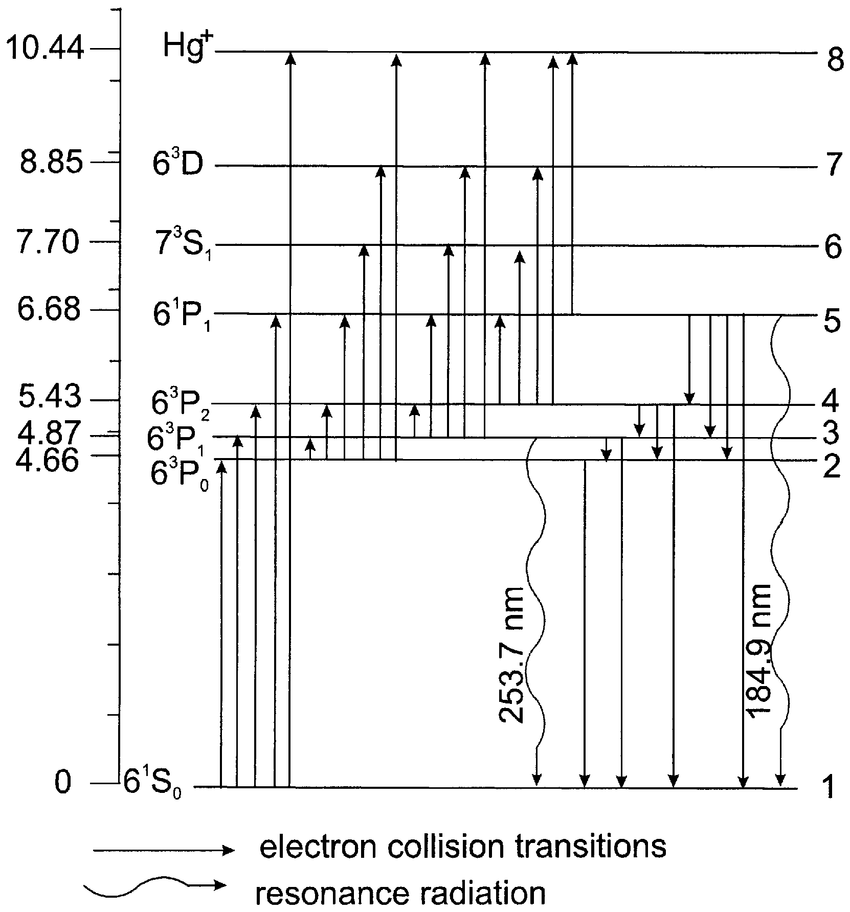 10.44 Hg⁺ 8
8.85 6³D 7
7.70 7³S₁ 6
6.68 6¹P₁ 5
5.43 6³P₂ 4
4.87 6³P₁ 3
4.66 6³P₀ 2
253.7 nm
184.9 nm
0 6¹S₀ 1
electron collision transitions
resonance radiation